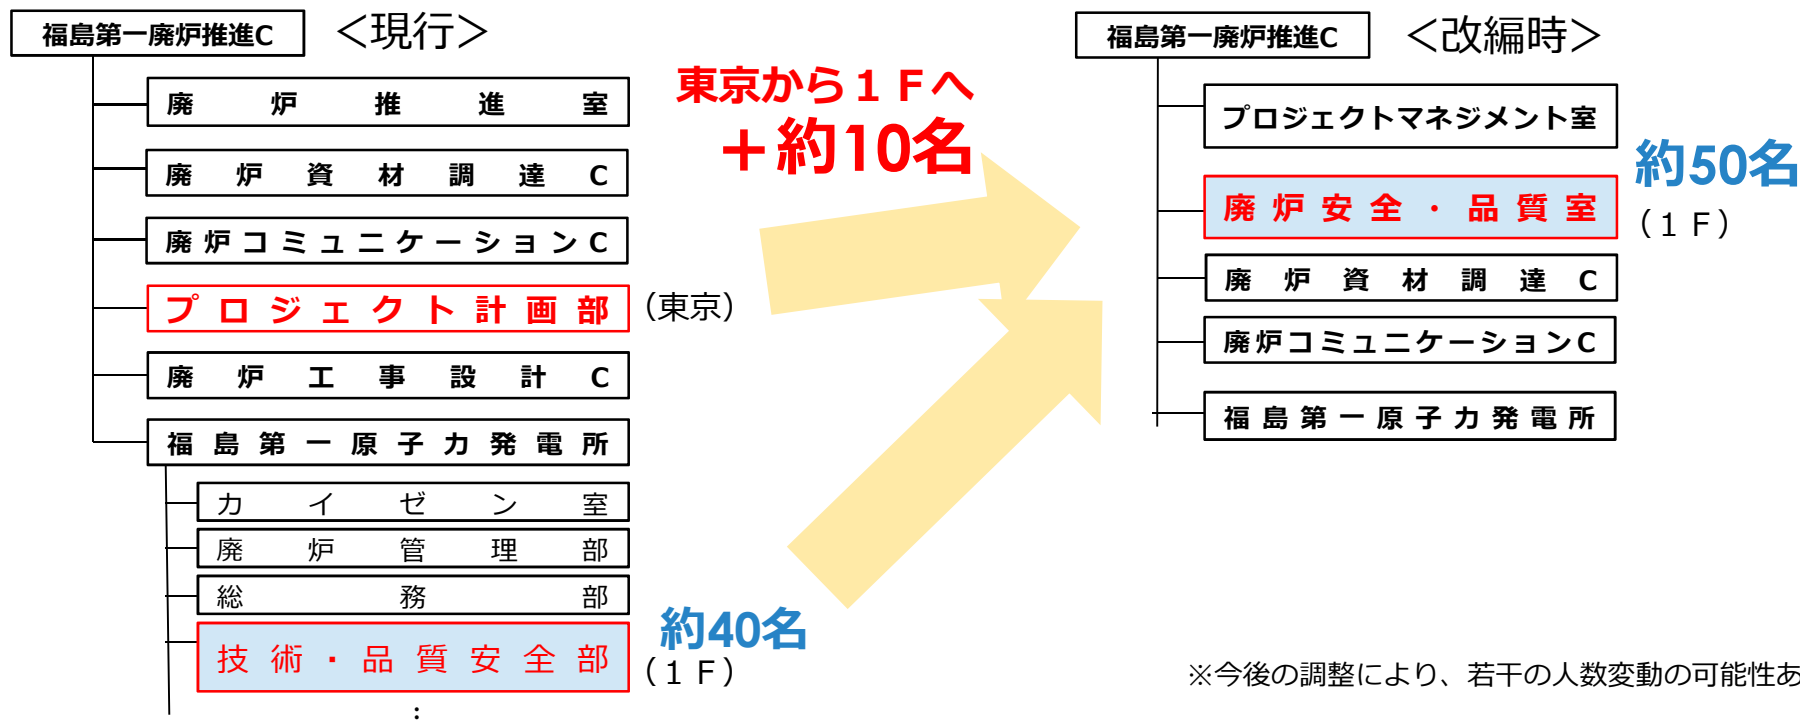 福島第一廃炉推進C
＜現行＞
廃炉推進室
廃炉資材調達C
廃炉コミュニケーションC
プロジェクト計画部
（東京）
廃炉工事設計C
福島第一原子力発電所
カイゼン室
廃炉管理部
総務部
技術・品質安全部
約40名
（１Ｆ）
：
東京から１Ｆへ
＋約10名
福島第一廃炉推進C
＜改編時＞
プロジェクトマネジメント室
廃炉安全・品質室
約50名
（１Ｆ）
廃炉資材調達C
廃炉コミュニケーションC
福島第一原子力発電所
※今後の調整により、若干の人数変動の可能性あ